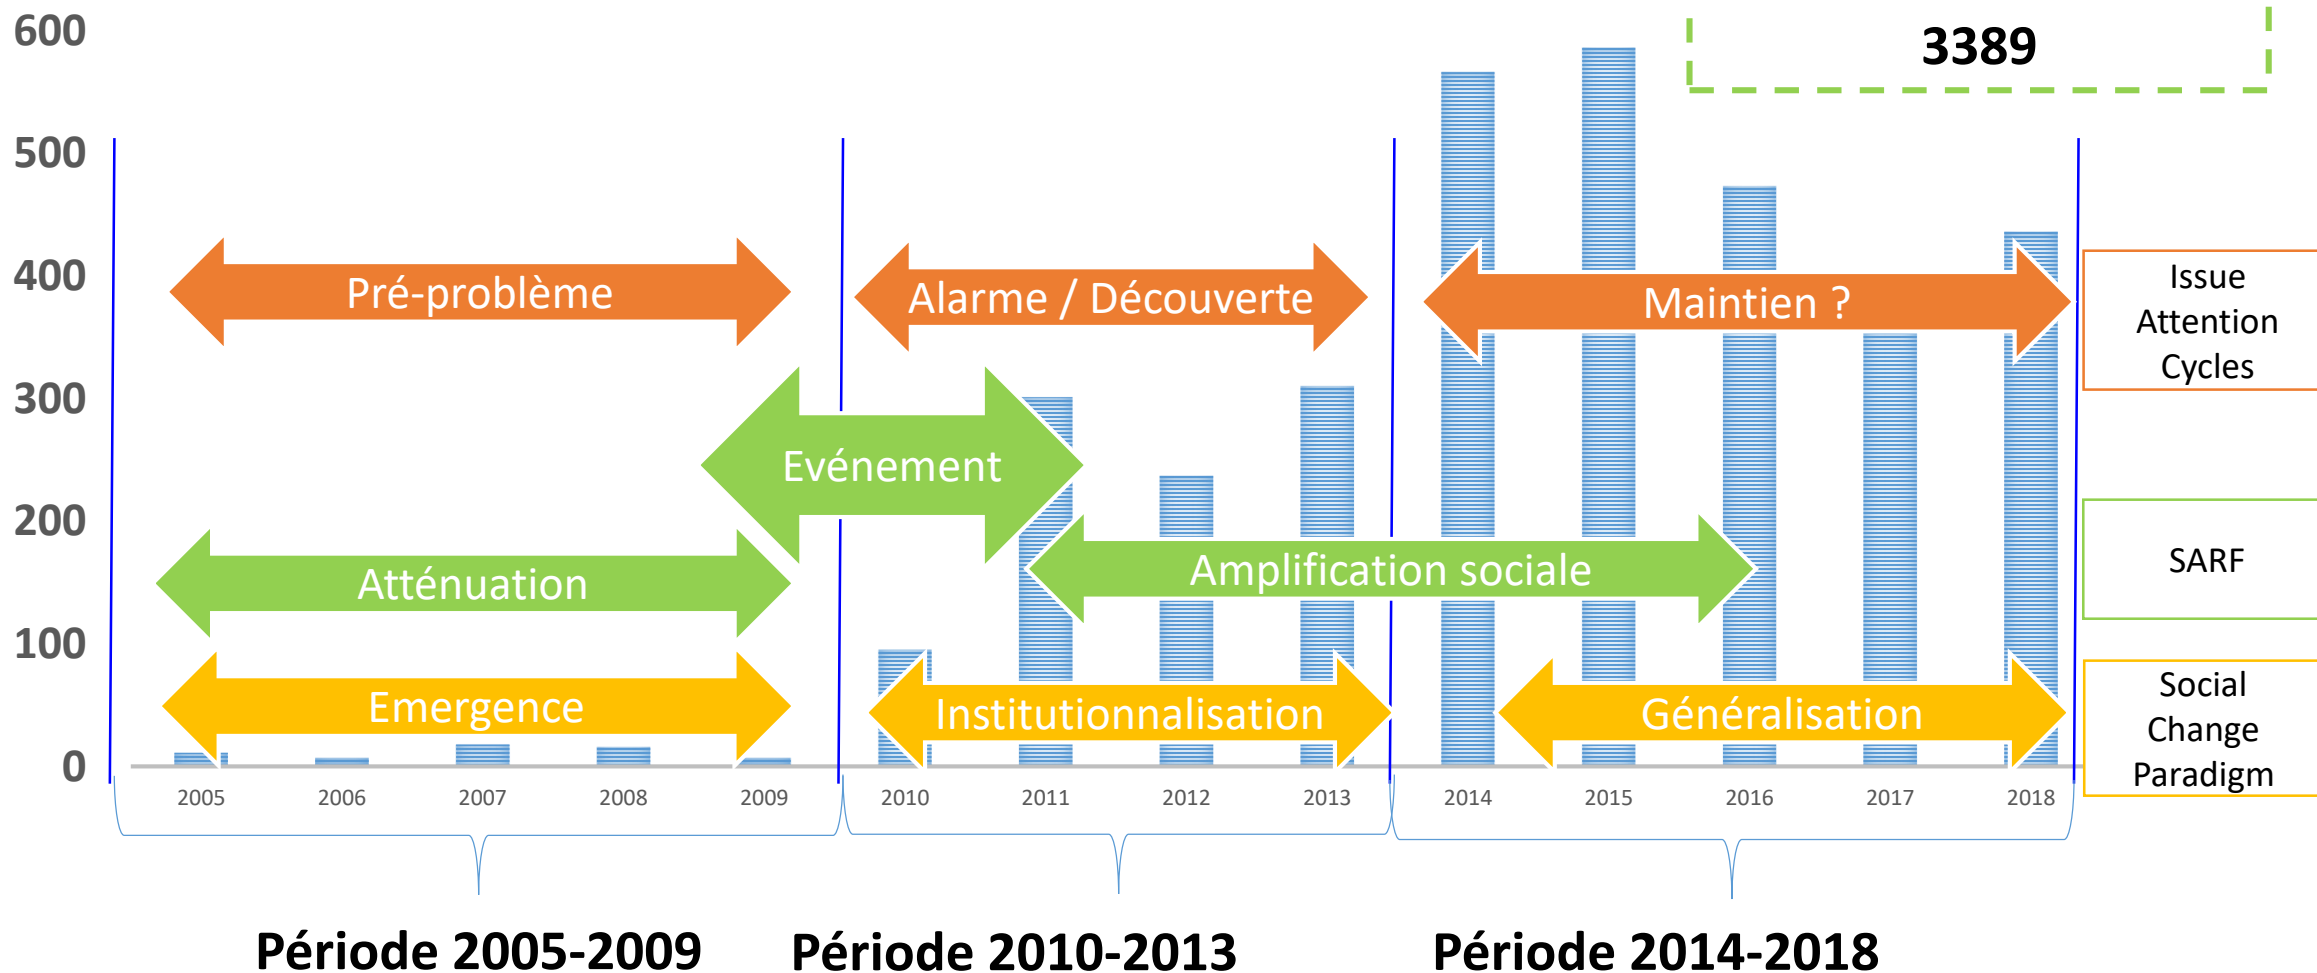 600
3389
500
400
300
200
100
0
Pré-problème
Alarme / Découverte
Maintien ?
Issue
Attention
Cycles
Evénement
Atténuation
Amplification sociale
SARF
Emergence
Institutionnalisation
Généralisation
Social
Change
Paradigm
2005 2006 2007 2008 2009 2010 2011 2012 2013 2014 2015 2016 2017 2018
Période 2005-2009 Période 2010-2013 Période 2014-2018